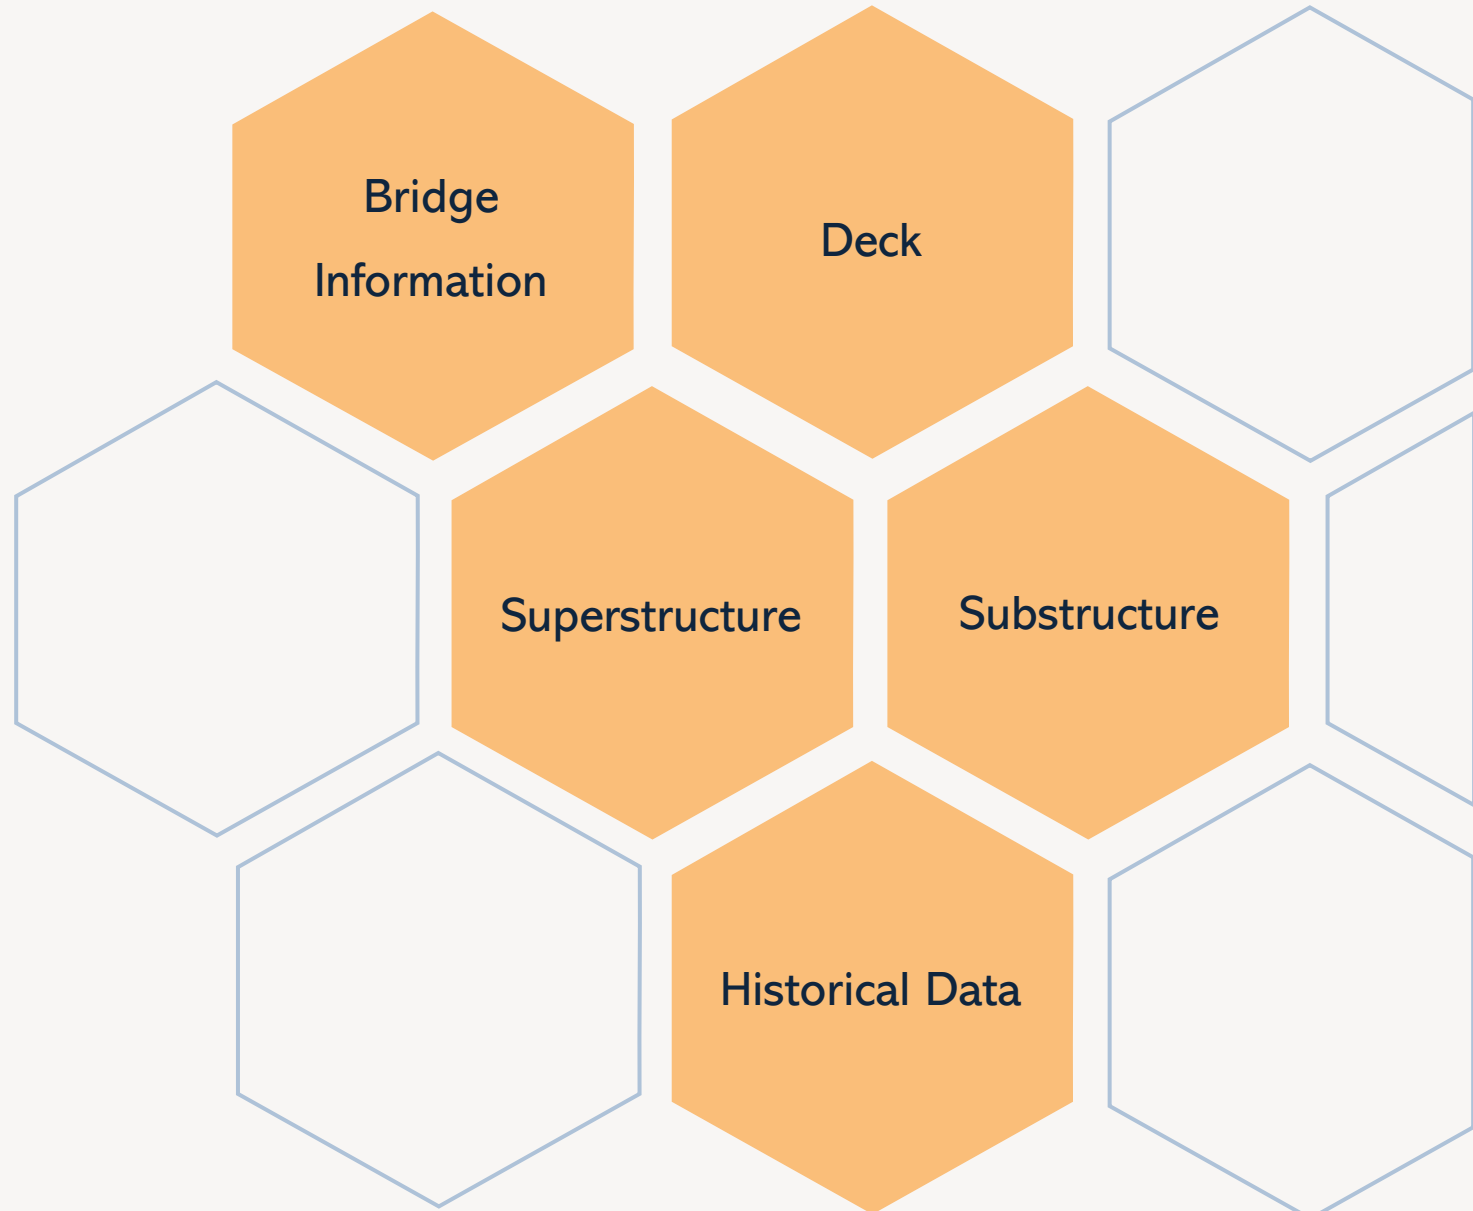 Bridge
Information
Deck
Superstructure
Substructure
Historical Data